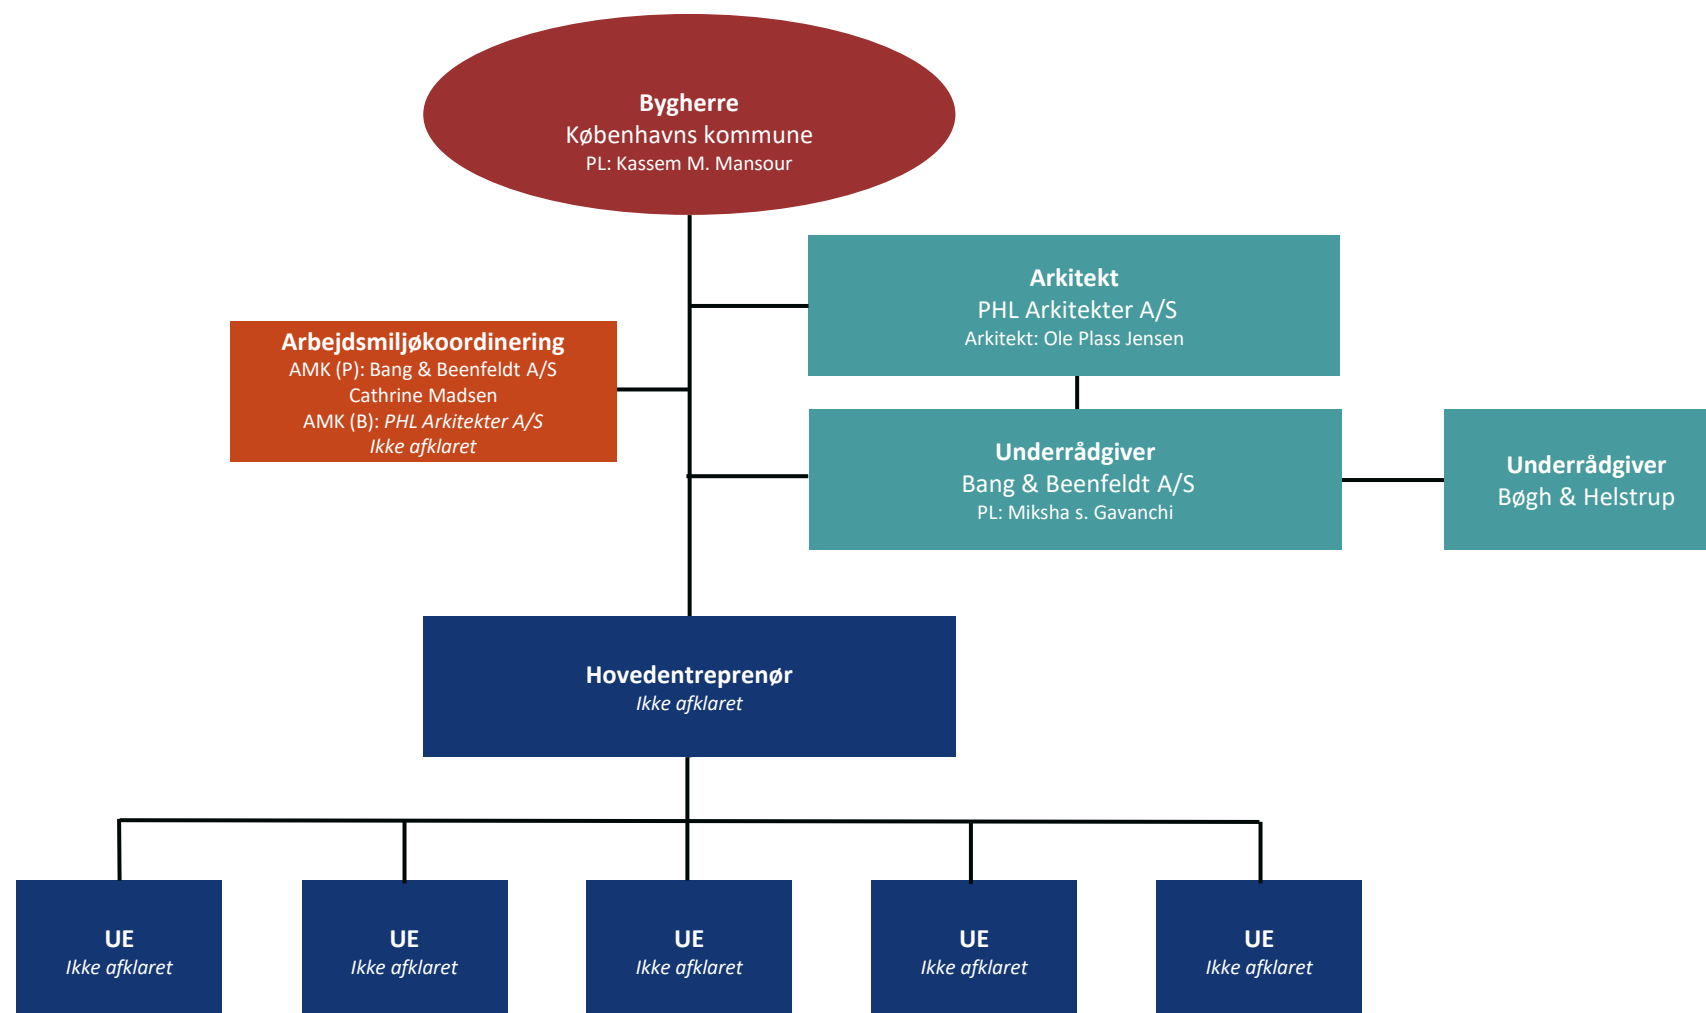 Bygherre
Københavns kommune
PL: Kassem M. Mansour
Arkitekt
PHL Arkitekter A/S
Arkitekt: Ole Plass Jensen
Arbejdsmiljøkoordinering
AMK (P): Bang & Beenfeldt A/S
Cathrine Madsen
AMK (B): PHL Arkitekter A/S
Ikke afklaret
Underrådgiver
Bang & Beenfeldt A/S
PL: Miksha s. Gavanchi
Underrådgiver
Bøgh & Helstrup
Hovedentreprenør
Ikke afklaret
UE
Ikke afklaret
UE
Ikke afklaret
UE
Ikke afklaret
UE
Ikke afklaret
UE
Ikke afklaret